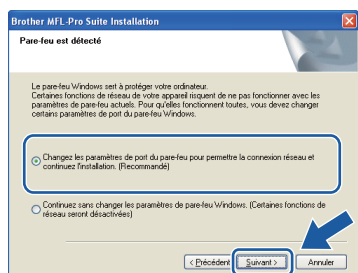 Brother MFL-Pro Suite Installation
Pare-feu est détecté
Le pare-feu Windows sert à protéger votre ordinateur.
Certaines fonctions de réseau de votre appareil risquent de ne pas fonctionner avec les
paramètres de pare-feu actuels. Pour qu'elles fonctionnent toutes, vous devez changer
certains paramètres de port du pare-feu Windows.
Changez les paramètres de port du pare-feu pour permettre la connexion réseau et
continuez l'installation. (Recommandé)
Continuez sans changer les paramètres de pare-feu Windows. (Certaines fonctions de
réseau seront désactivées)
< Précédent
Suivant >
Annuler